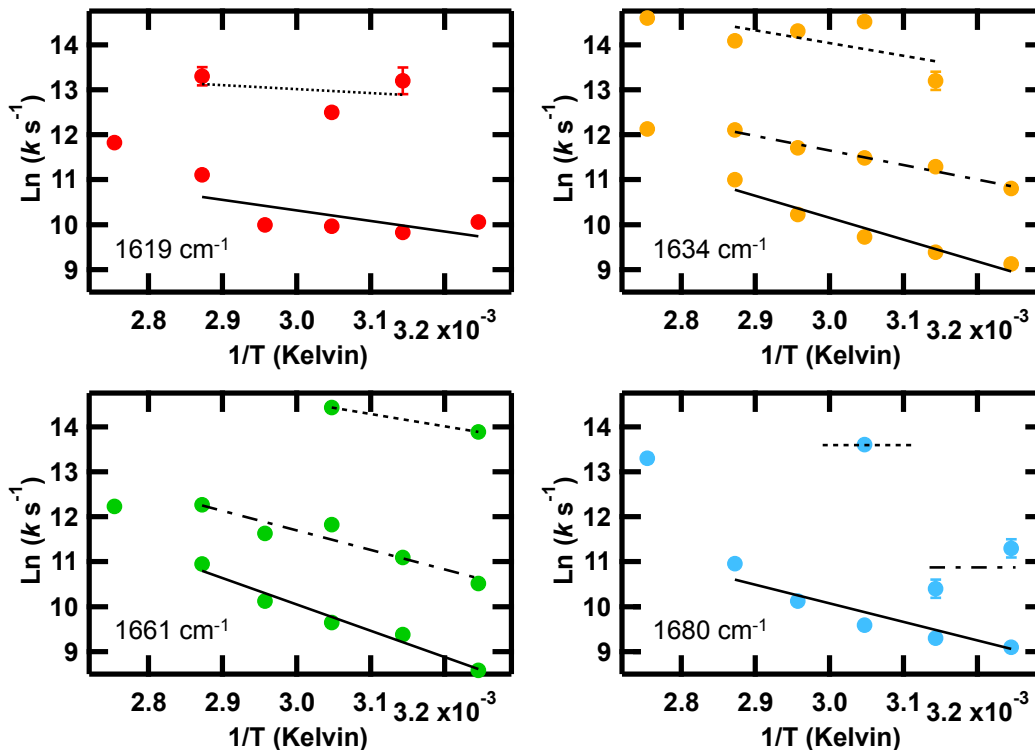 14
13
12
11
10
9
Ln (k s⁻¹)
1619 cm⁻¹
2.8 2.9 3.0 3.1 3.2 x10⁻³
1/T (Kelvin)
14
13
12
11
10
9
Ln (k s⁻¹)
1634 cm⁻¹
2.8 2.9 3.0 3.1 3.2 x10⁻³
1/T (Kelvin)
14
13
12
11
10
9
Ln (k s⁻¹)
1661 cm⁻¹
2.8 2.9 3.0 3.1 3.2 x10⁻³
1/T (Kelvin)
14
13
12
11
10
9
Ln (k s⁻¹)
1680 cm⁻¹
2.8 2.9 3.0 3.1 3.2 x10⁻³
1/T (Kelvin)